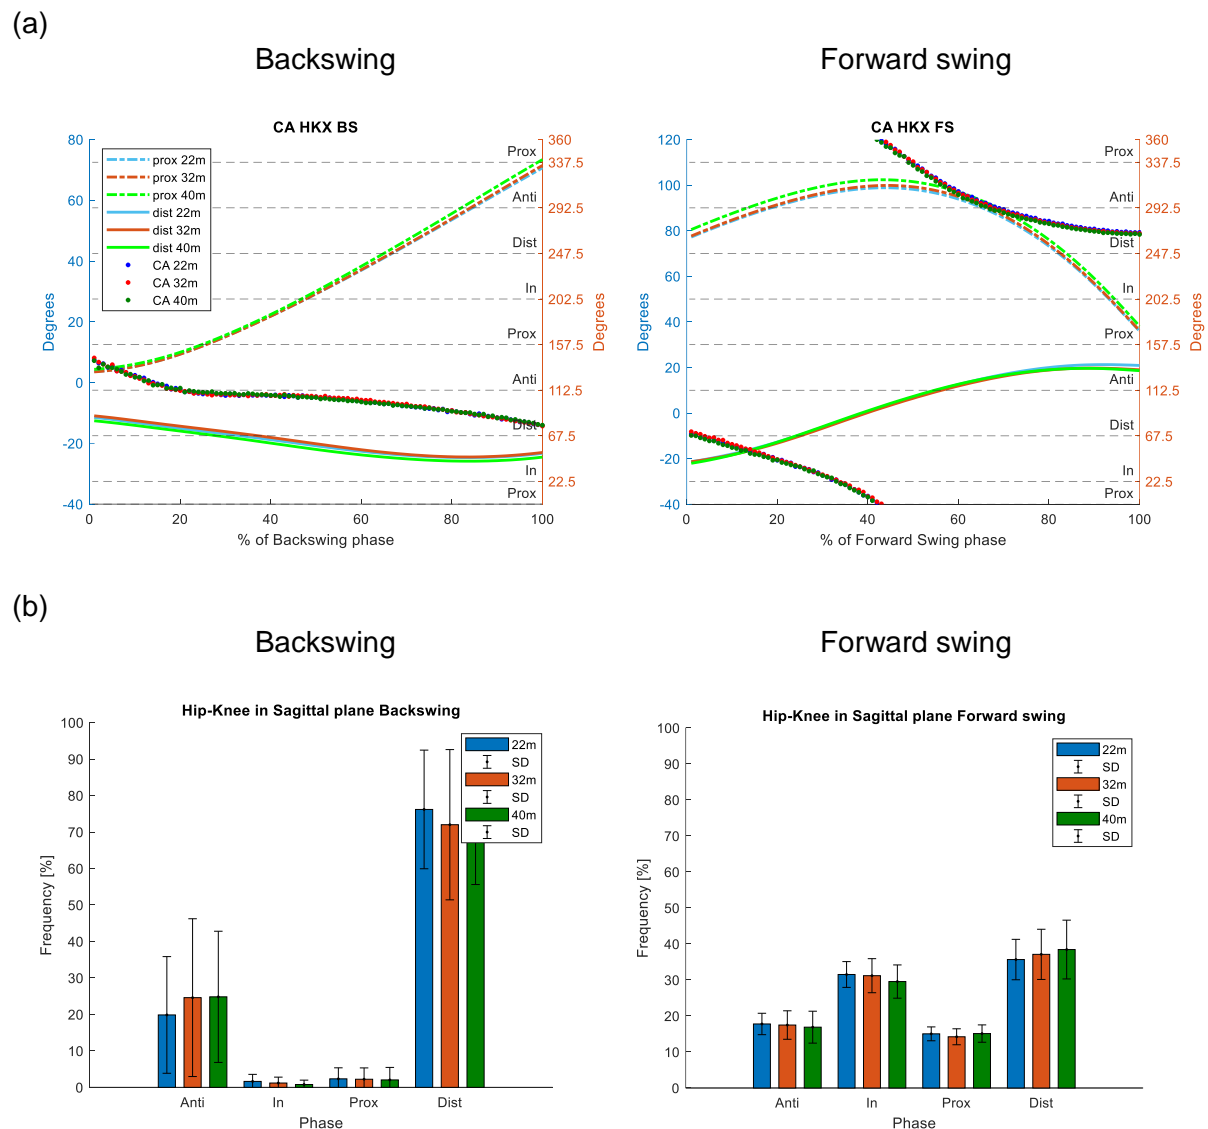 (a)
Backswing
Forward swing
CA HKX BS
CA HKX FS
80
60
40
20
0
-20
-40
Degrees
prox 22m
prox 32m
prox 40m
dist 22m
dist 32m
dist 40m
CA 22m
CA 32m
CA 40m
Prox
Anti
Dist
In
Prox
Anti
Dist
In
Prox
360
337.5
292.5
247.5
202.5
157.5
112.5
67.5
22.5
Degrees
0 20 40 60 80 100
% of Backswing phase
120
100
80
60
40
20
0
-20
-40
Degrees
Prox
Anti
Dist
In
Prox
Anti
Dist
In
Prox
360
337.5
292.5
247.5
202.5
157.5
112.5
67.5
22.5
Degrees
0 20 40 60 80 100
% of Forward Swing phase
(b)
Backswing
Forward swing
Hip-Knee in Sagittal plane Backswing
100
90
80
70
60
50
40
30
20
10
0
Frequency [%]
22m
SD
32m
SD
40m
SD
Anti In Prox Dist
Phase
Hip-Knee in Sagittal plane Forward swing
100
90
80
70
60
50
40
30
20
10
0
Frequency [%]
22m
SD
32m
SD
40m
SD
Anti In Prox Dist
Phase